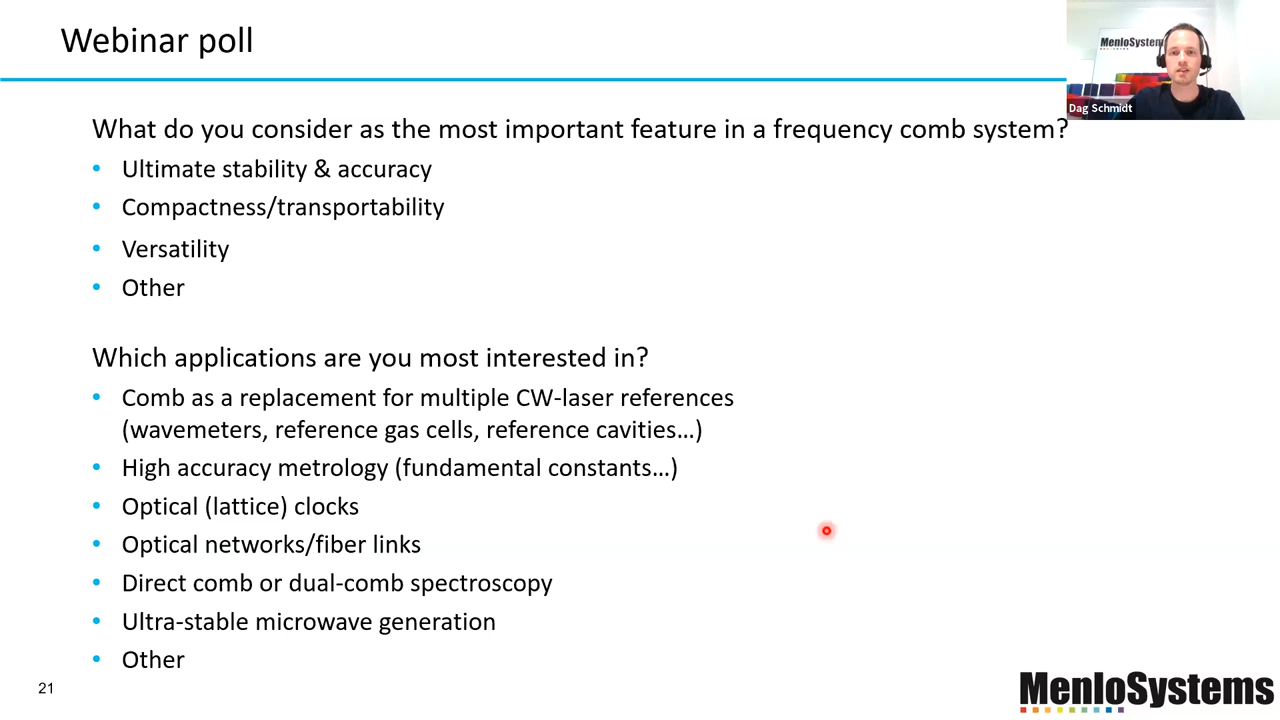 Webinar poll
MenloSystem
Dag Schmidt
What do you consider as the most important feature in a frequency comb system?
• Ultimate stability & accuracy
• Compactness/transportability
• Versatility
• Other
Which applications are you most interested in?
• Comb as a replacement for multiple CW-laser references
(wavemeters, reference gas cells, reference cavities…)
• High accuracy metrology (fundamental constants…)
• Optical (lattice) clocks
• Optical networks/fiber links
• Direct comb or dual-comb spectroscopy
• Ultra-stable microwave generation
• Other
21
MenloSystems